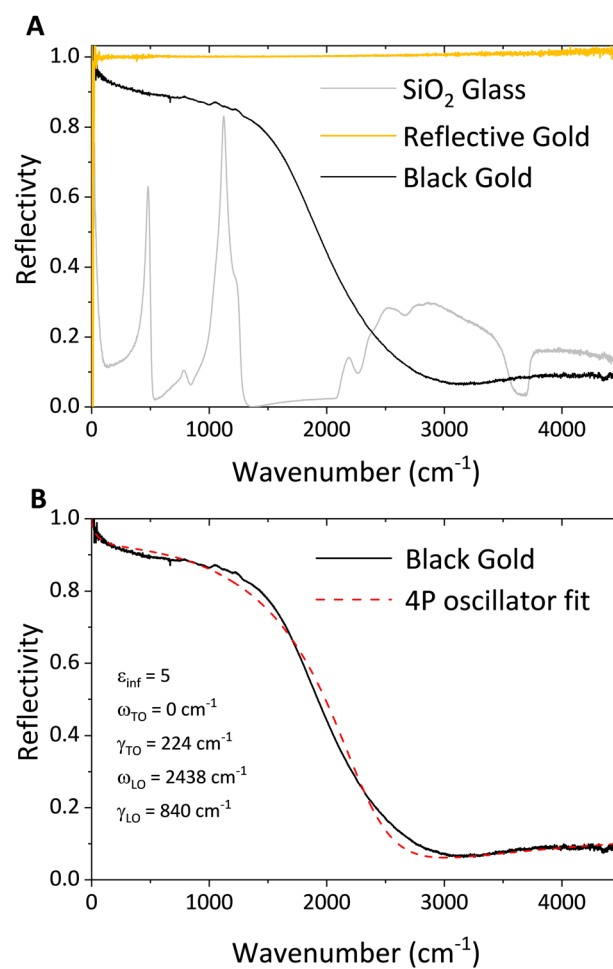 A
1.0
0.8
0.6
0.4
0.2
0.0
Reflectivty
SiO₂ Glass
Reflective Gold
Black Gold
0 1000 2000 3000 4000
Wavenumber (cm⁻¹)
B
1.0
0.8
0.6
0.4
0.2
0.0
Reflectivity
Black Gold
4P oscillator fit
εinf = 5
ωTO = 0 cm⁻¹
γTO = 224 cm⁻¹
ωLO = 2438 cm⁻¹
γLO = 840 cm⁻¹
0 1000 2000 3000 4000
Wavenumber (cm⁻¹)